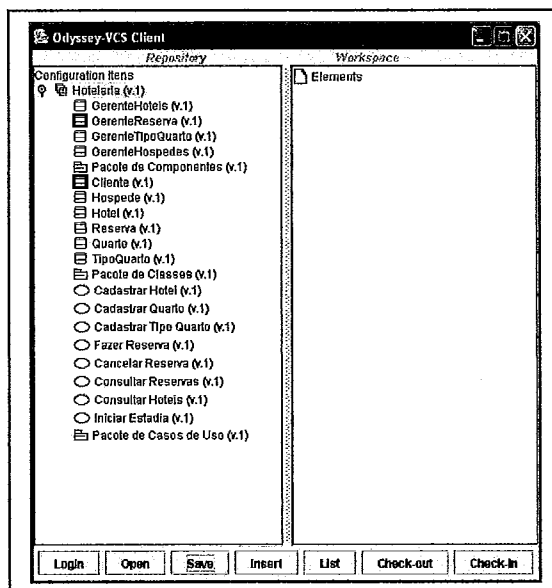 Odyssey-VCS Client
Repository
Workspace
Configuration Itens
Hotelaria (v.1)
GerenteHoteis (v.1)
GerenteReserva (v.1)
GerenteTipoQuarto (v.1)
GerenteHospedes (v.1)
Pacote de Componentes (v.1)
Cliente (v.1)
Hospede (v.1)
Hotel (v.1)
Reserva (v.1)
Quarto (v.1)
TipoQuarto (v.1)
Pacote de Classes (v.1)
Cadastrar Hotel (v.1)
Cadastrar Quarto (v.1)
Cadastrar Tipo Quarto (v.1)
Fazer Reserva (v.1)
Cancelar Reserva (v.1)
Consultar Reservas (v.1)
Consultar Hoteis (v.1)
Iniciar Estadia (v.1)
Pacote de Casos de Uso (v.1)
Elements
Login Open Save Insert List Check-out Check-in